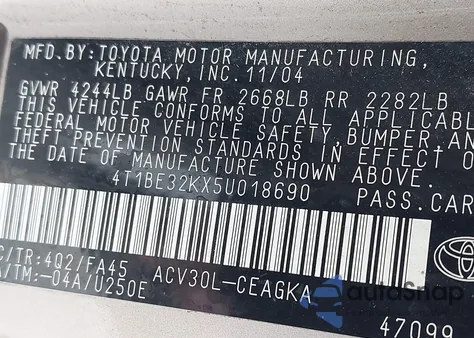 MFD.BY:TOYOTA MOTOR MANUFACTURING,
KENTUCKY,INC.11/04
GVWR 4244LB GAWR FR 2668LB RR 2282LB
THIS VEHICLE CONFORMS TO ALL APPLICABL
FEDERAL MOTOR VEHICLE SAFETY,BUMPER,AN
THEFT PREVENTION STANDARDS IN EFFECT
THE DATE OF MANUFACTURE SHOWN ABOVE.
4T1BE32KX5U018690 PASS.CAR
C/TR:4Q2/FA45 ACV30L-CEAGKA
/TM:-04A/U250E
autoSnap
47099